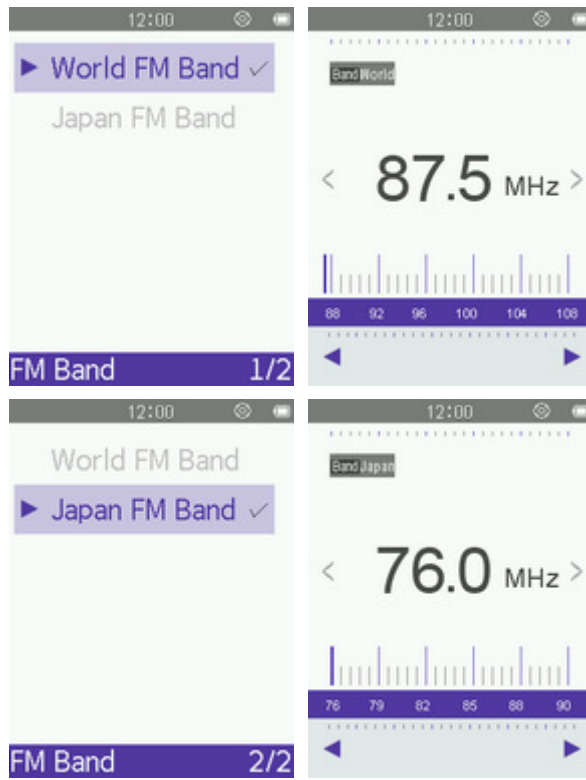 12:00
World FM Band
Japan FM Band
FM Band 1/2
12:00
Band World
< 87.5 MHz >
88 92 96 100 104 108
12:00
World FM Band
Japan FM Band
FM Band 2/2
12:00
Band Japan
< 76.0 MHz >
76 79 82 85 88 90